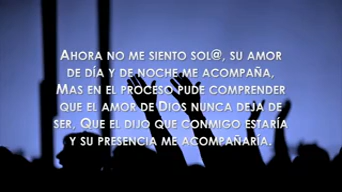 Ahora no me siento sol@, su amor
de día y de noche me acompaña,
Mas en el proceso pude comprender
que el amor de Dios nunca deja de
ser, Que el dijo que conmigo estaría
y su presencia me acompañaría.